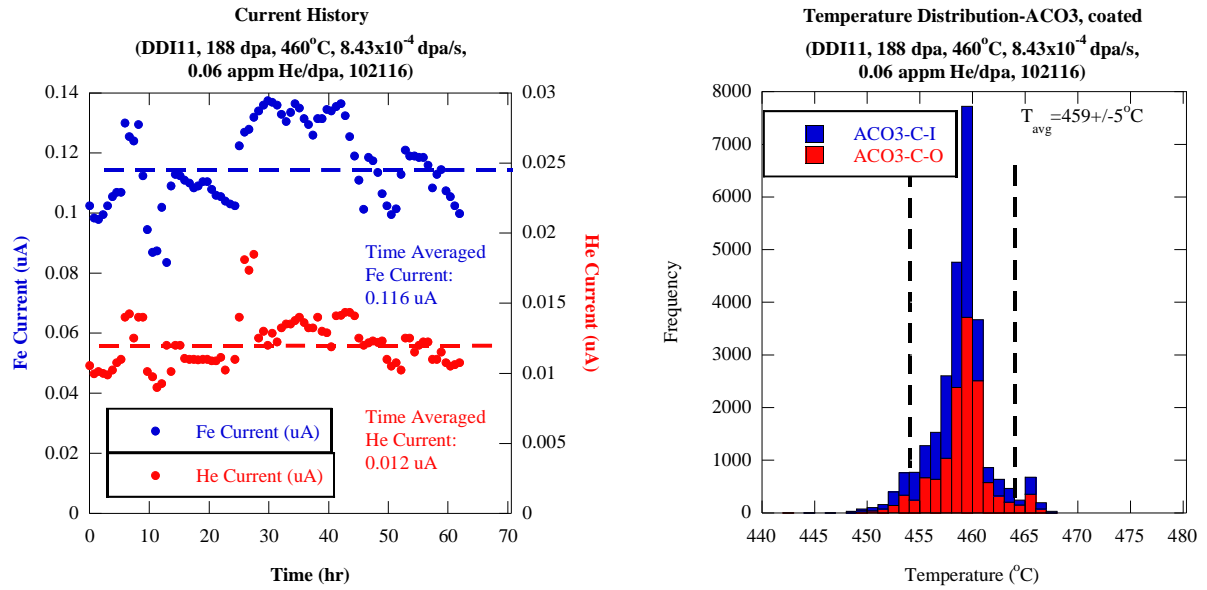 Current History
(DDI11, 188 dpa, 460°C, 8.43x10⁻⁴ dpa/s,
0.06 appm He/dpa, 102116)
0.14
0.12
0.1
0.08
0.06
0.04
0.02
0
Fe Current (uA)
0.03
0.025
0.02
0.015
0.01
0.005
0
He Current (uA)
Time Averaged
Fe Current:
0.116 uA
Time Averaged
He Current:
0.012 uA
Fe Current (uA)
He Current (uA)
0 10 20 30 40 50 60 70
Time (hr)
Temperature Distribution-ACO3, coated
(DDI11, 188 dpa, 460°C, 8.43x10⁻⁴ dpa/s,
0.06 appm He/dpa, 102116)
8000
7000
6000
5000
4000
3000
2000
1000
0
Frequency
ACO3-C-I
ACO3-C-O
T_avg=459+/-5°C
440 445 450 455 460 465 470 475 480
Temperature (°C)